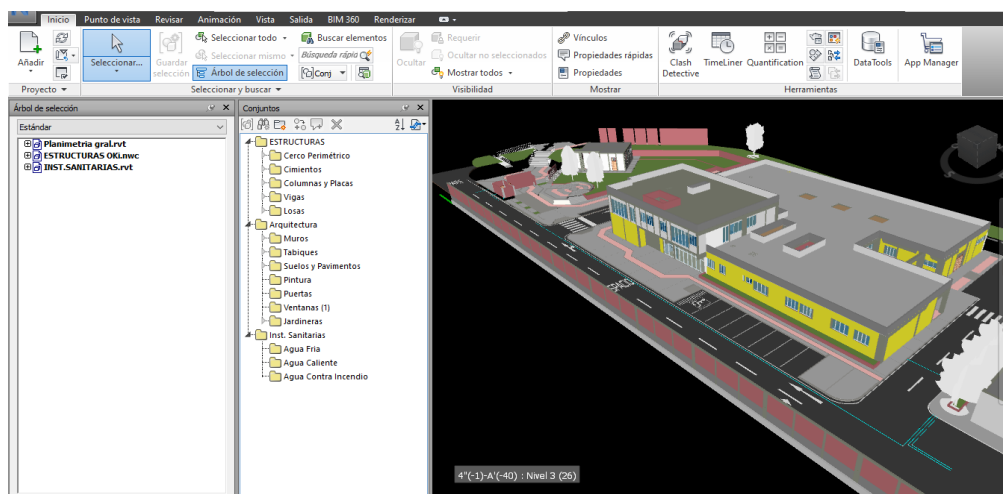 Inicio Punto de vista Revisar Animación Vista Salida BIM 360 Renderizar
Añadir
Seleccionar...
Guardar selección
Seleccionar todo
Seleccionar mismo
Árbol de selección
Buscar elementos
Búsqueda rápida
Conj
Ocultar
Requerir
Ocultar no seleccionados
Mostrar todos
Vínculos
Propiedades rápidas
Propiedades
Clash Detective
TimeLiner
Quantification
DataTools
App Manager
Proyecto Seleccionar y buscar Visibilidad Mostrar Herramientas
Árbol de selección
Estándar
Planimetria gral.rvt
ESTRUCTURAS OKi.nwc
INST.SANITARIAS.rvt
Conjuntos
ESTRUCTURAS
Cerco Perimétrico
Cimientos
Columnas y Placas
Vigas
Losas
Arquitectura
Muros
Tabiques
Suelos y Pavimentos
Pintura
Puertas
Ventanas (1)
Jardineras
Inst. Sanitarias
Agua Fria
Agua Caliente
Agua Contra Incendio
4"(-1)-A'(-40) : Nivel 3 (26)